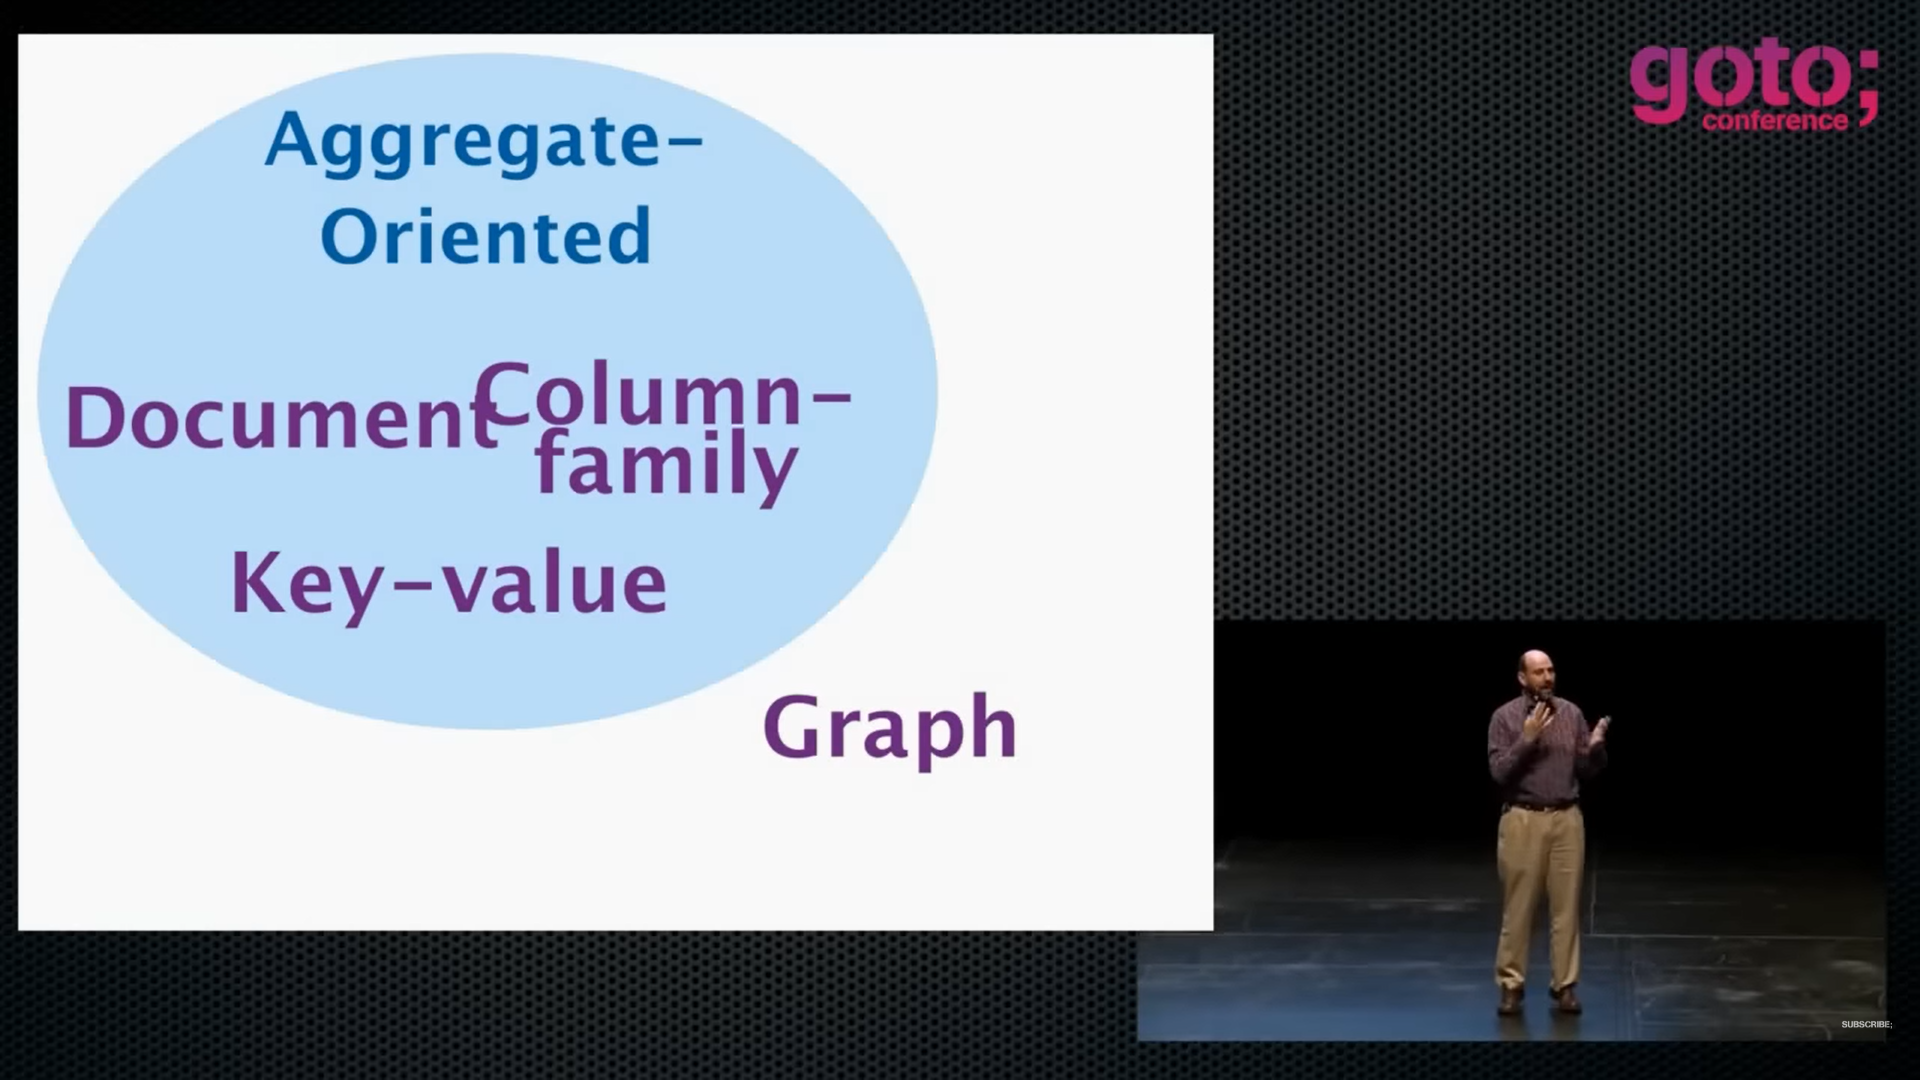 Aggregate-
Oriented
Document
Column-
family
Key-value
Graph
goto;
conference
SUBSCRIBE;